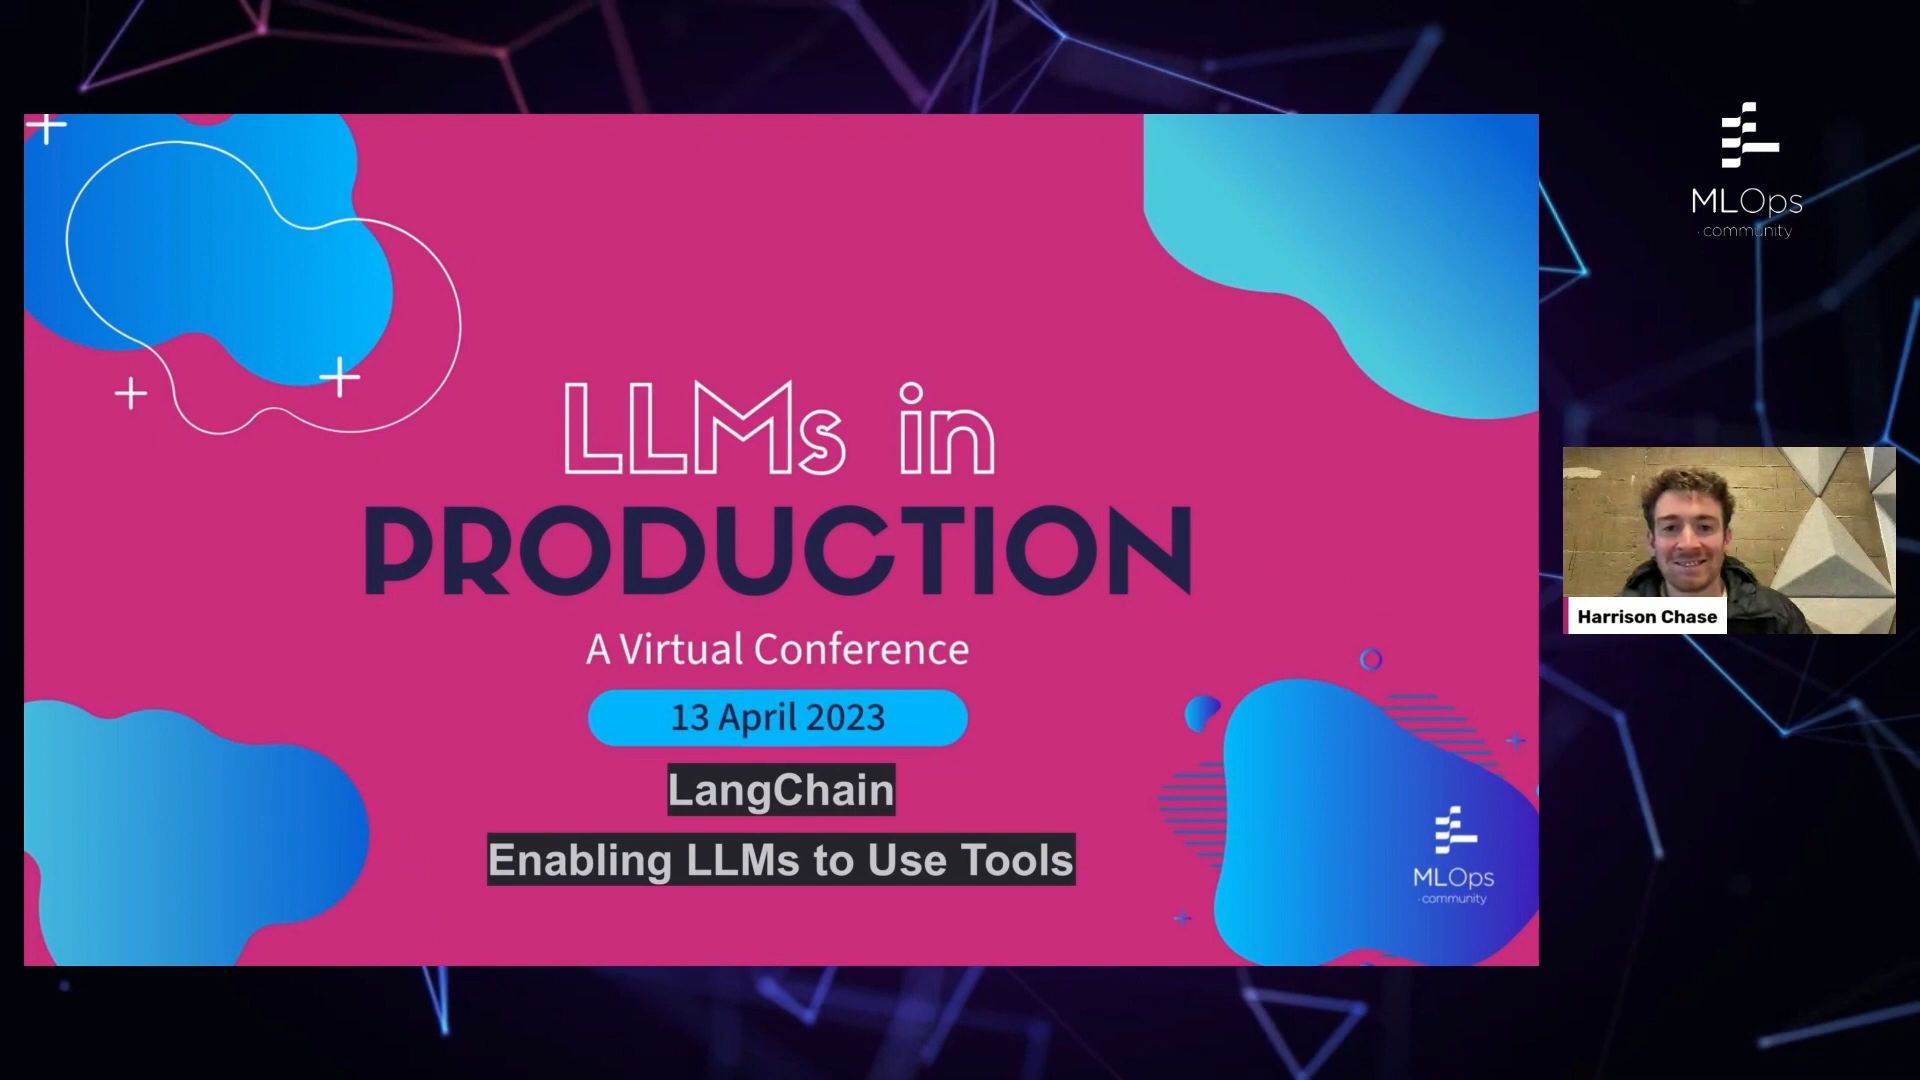 LLMs in
PRODUCTION
A Virtual Conference
13 April 2023
LangChain
Enabling LLMs to Use Tools
MLOps
community
MLOps
community
Harrison Chase